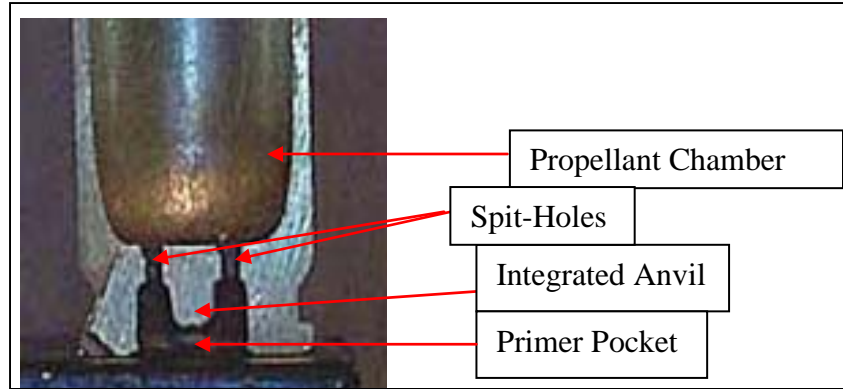 Propellant Chamber
Spit-Holes
Integrated Anvil
Primer Pocket